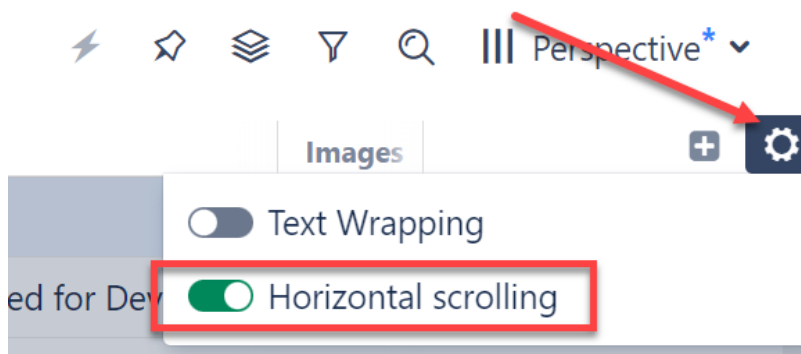 Perspective*
Images
Text Wrapping
ed for Dev
Horizontal scrolling